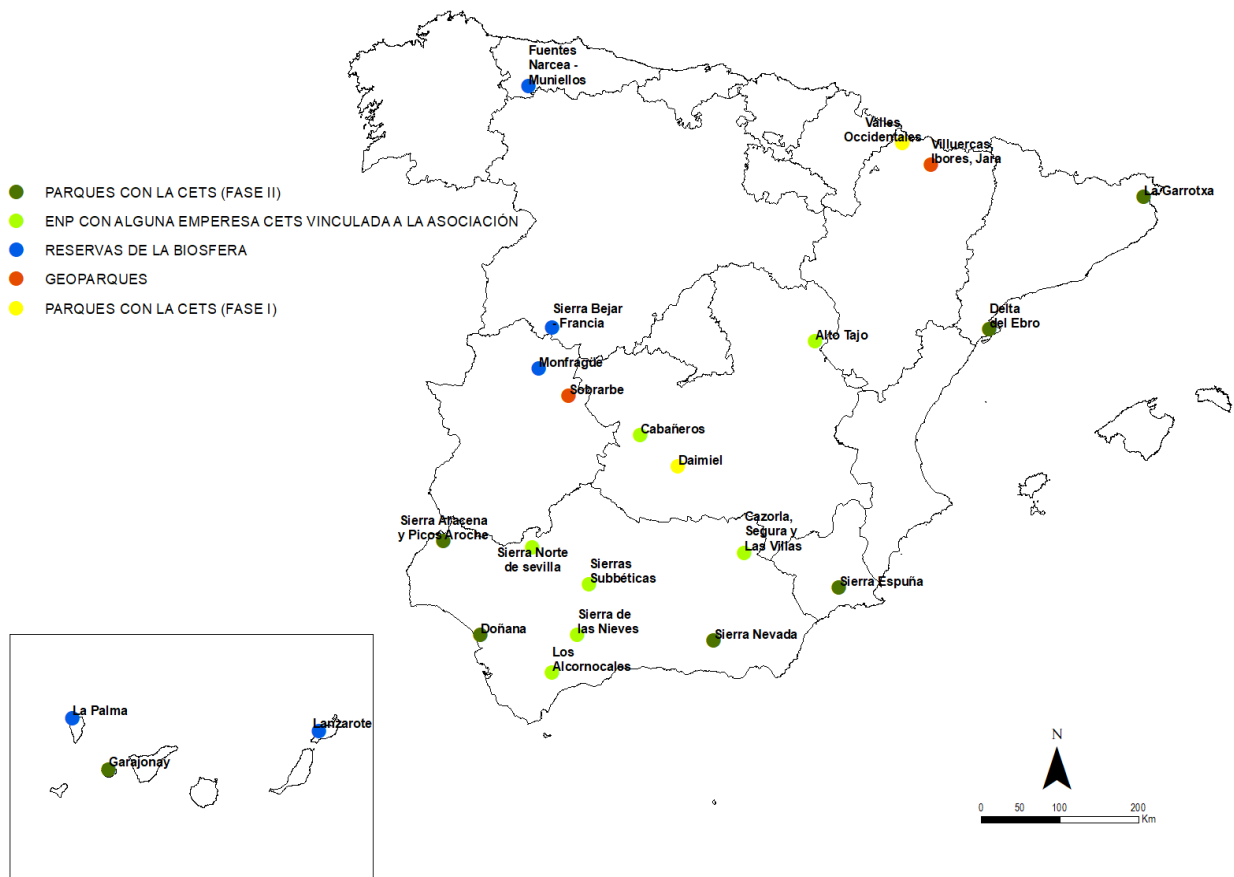 Fuentes
Narcea -
Muniellos
Valles
Occidentales
Villuercas,
Ibores, Jara
La Garrotxa
PARQUES CON LA CETS (FASE II)
ENP CON ALGUNA EMPERESA CETS VINCULADA A LA ASOCIACIÓN
RESERVAS DE LA BIOSFERA
GEOPARQUES
PARQUES CON LA CETS (FASE I)
Sierra Bejar
- Francia
Delta
del Ebro
Alto Tajo
Monfragüe
Sobrarbe
Cabañeros
Daimiel
Sierra Aracena
y Picos Aroche
Cazorla,
Segura y
Las Villas
Sierra Norte
de sevilla
Sierras
Subbéticas
Sierra Espuña
Doñana
Sierra de
las Nieves
Sierra Nevada
Los
Alcornocales
La Palma
Lanzarote
Garajonay
N
0 50 100 200
Km